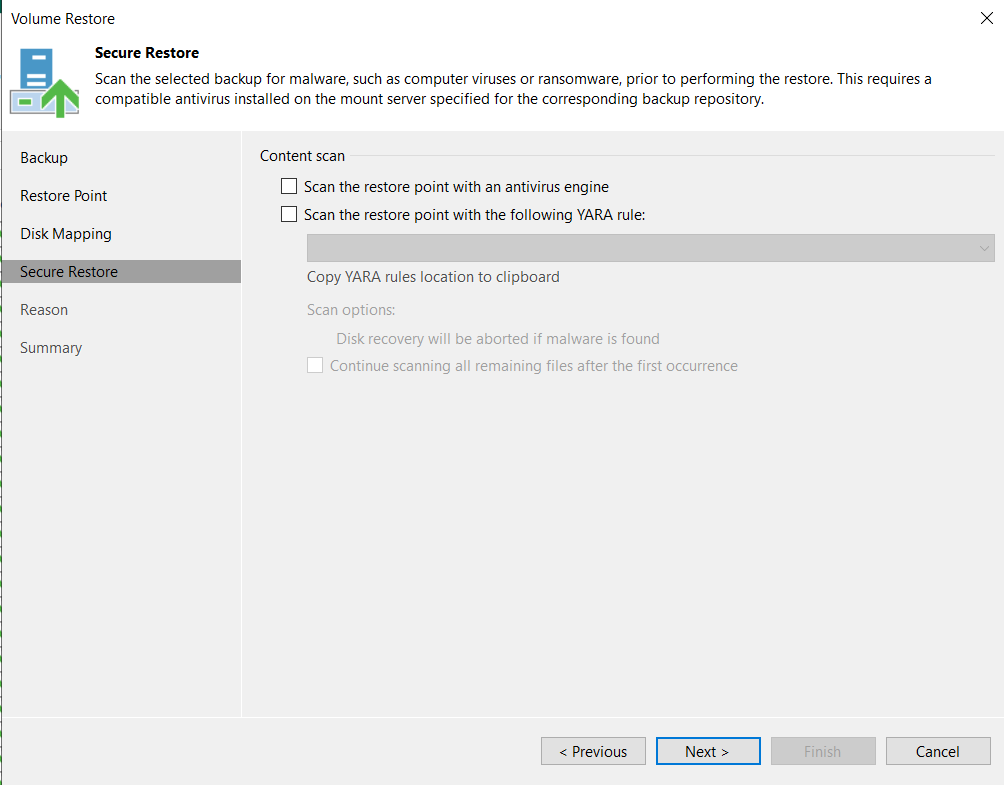 Volume Restore
Secure Restore
Scan the selected backup for malware, such as computer viruses or ransomware, prior to performing the restore. This requires a
compatible antivirus installed on the mount server specified for the corresponding backup repository.
Backup
Restore Point
Disk Mapping
Secure Restore
Reason
Summary
Content scan
Scan the restore point with an antivirus engine
Scan the restore point with the following YARA rule:
Copy YARA rules location to clipboard
Scan options:
Disk recovery will be aborted if malware is found
Continue scanning all remaining files after the first occurrence
< Previous
Next >
Finish
Cancel